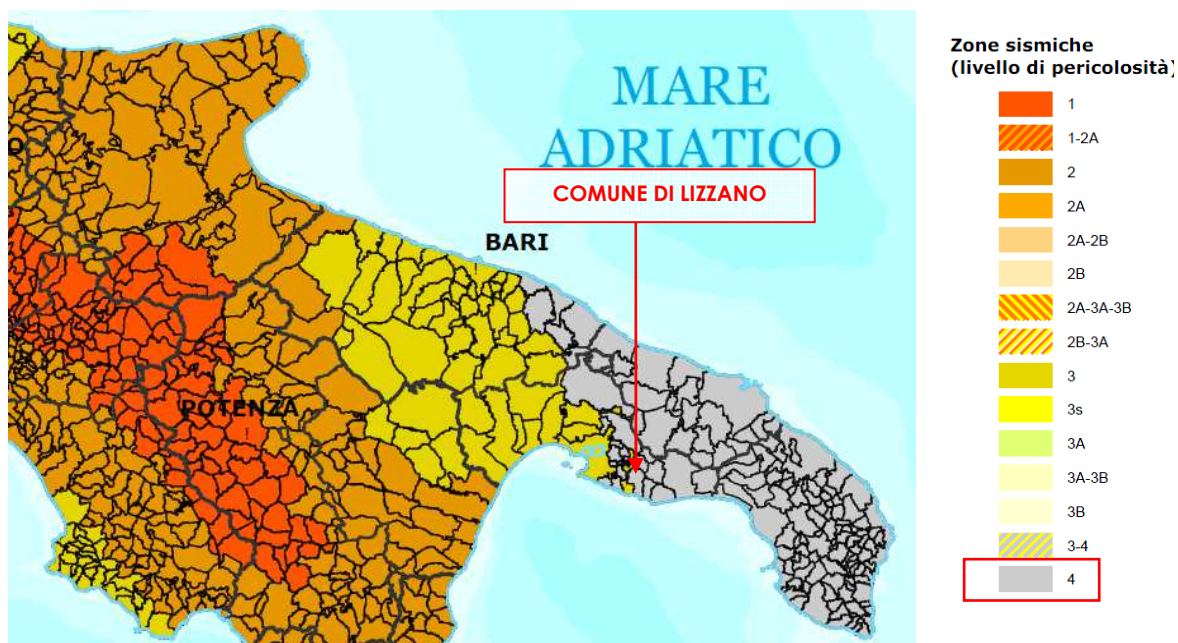 MARE
ADRIATICO
COMUNE DI LIZZANO
BARI
POTENZA
Zone sismiche
(livello di pericolosità)
1
1-2A
2
2A
2A-2B
2B
2A-3A-3B
2B-3A
3
3s
3A
3A-3B
3B
3-4
4